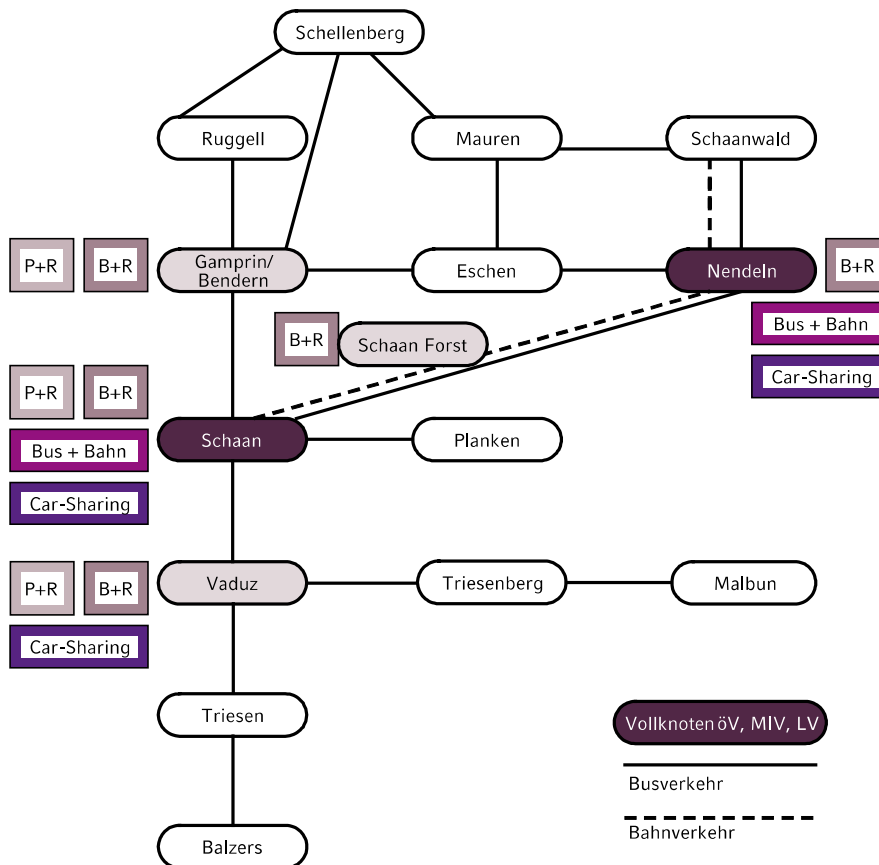 Schellenberg
Ruggell
Mauren
Schaanwald
P+R
B+R
Gamprin/
Bendern
Eschen
Nendeln
B+R
Bus + Bahn
Car-Sharing
B+R
Schaan Forst
P+R
B+R
Bus + Bahn
Car-Sharing
Schaan
Planken
P+R
B+R
Car-Sharing
Vaduz
Triesenberg
Malbun
Triesen
Balzers
Vollknoten öV, MIV, LV
Busverkehr
Bahnverkehr